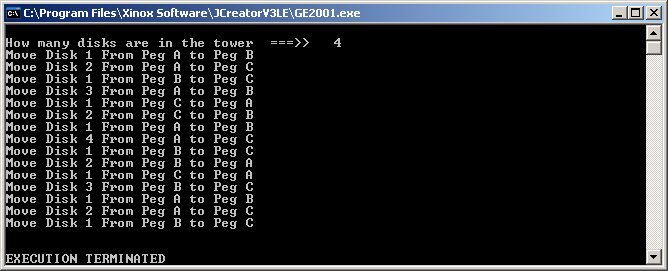 C:\Program Files\Xinox Software\JCreatorV3LE\GE2001.exe
How many disks are in the tower  ===>>   4
Move Disk 1 From Peg A to Peg B
Move Disk 2 From Peg A to Peg C
Move Disk 1 From Peg B to Peg C
Move Disk 3 From Peg A to Peg B
Move Disk 1 From Peg C to Peg A
Move Disk 2 From Peg C to Peg B
Move Disk 1 From Peg A to Peg B
Move Disk 4 From Peg A to Peg C
Move Disk 1 From Peg B to Peg C
Move Disk 2 From Peg B to Peg A
Move Disk 1 From Peg C to Peg A
Move Disk 3 From Peg B to Peg C
Move Disk 1 From Peg A to Peg B
Move Disk 2 From Peg A to Peg C
Move Disk 1 From Peg B to Peg C
EXECUTION TERMINATED